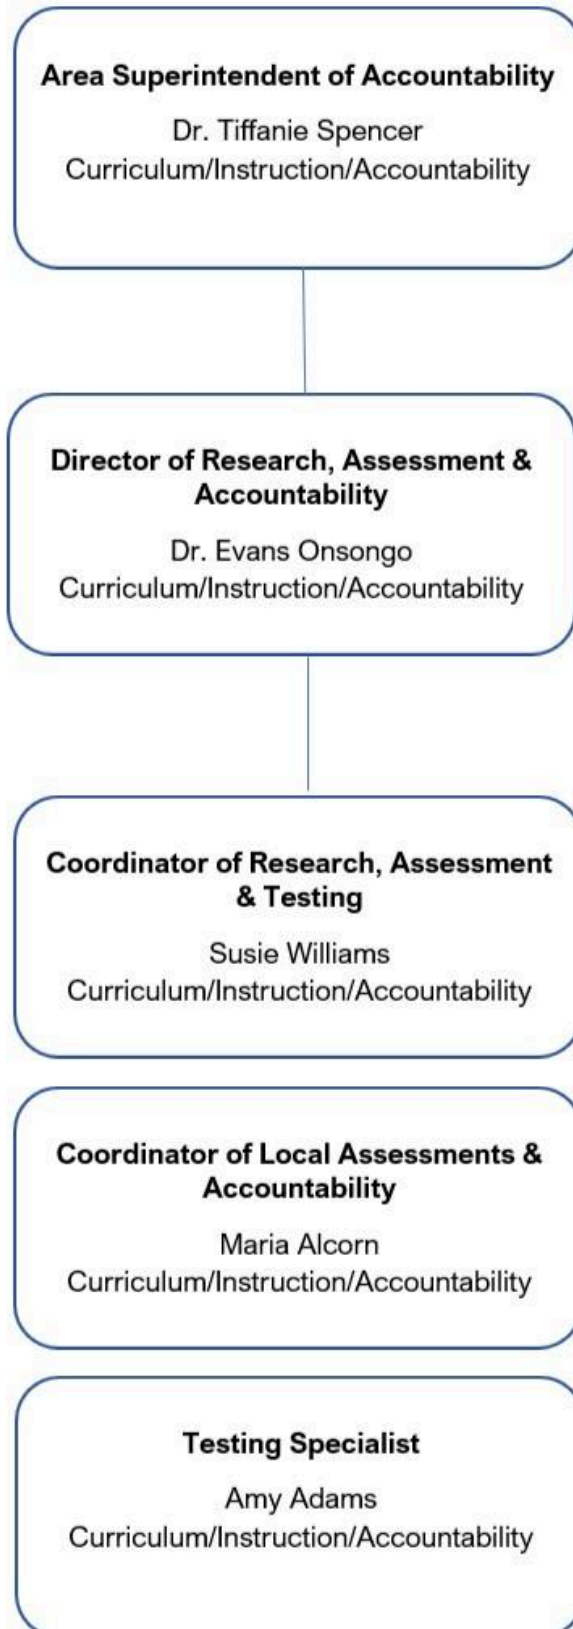 Area Superintendent of Accountability
Dr. Tiffanie Spencer
Curriculum/Instruction/Accountability
Director of Research, Assessment &
Accountability
Dr. Evans Onsongo
Curriculum/Instruction/Accountability
Coordinator of Research, Assessment
& Testing
Susie Williams
Curriculum/Instruction/Accountability
Coordinator of Local Assessments &
Accountability
Maria Alcorn
Curriculum/Instruction/Accountability
Testing Specialist
Amy Adams
Curriculum/Instruction/Accountability